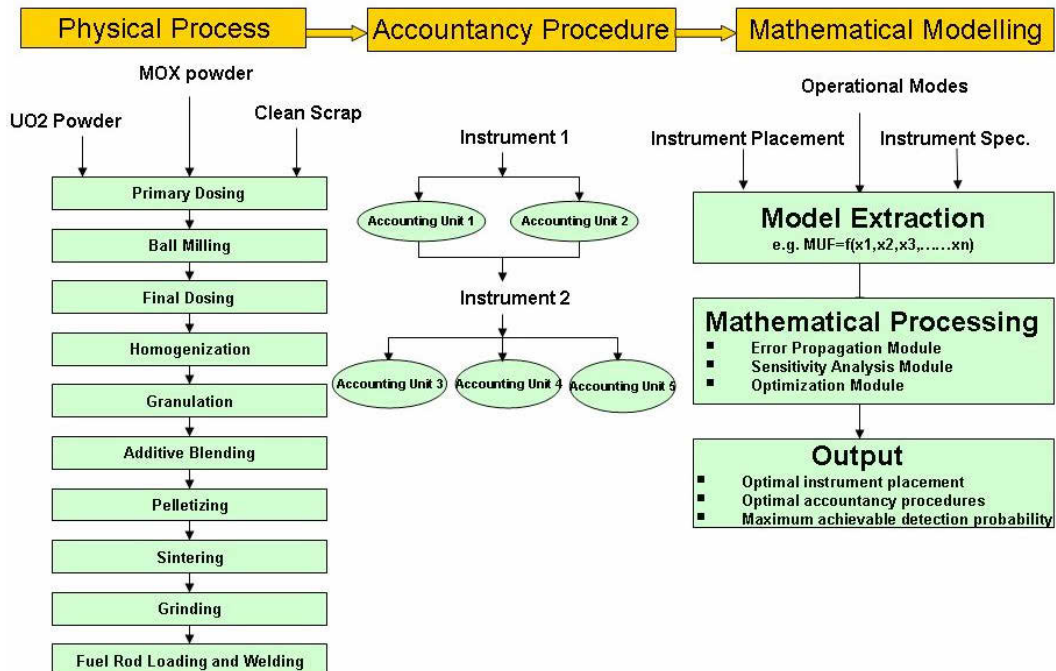 Physical Process
Accountancy Procedure
Mathematical Modelling
MOX powder
UO2 Powder
Clean Scrap
Primary Dosing
Ball Milling
Final Dosing
Homogenization
Granulation
Additive Blending
Pelletizing
Sintering
Grinding
Fuel Rod Loading and Welding
Instrument 1
Accounting Unit 1
Accounting Unit 2
Instrument 2
Accounting Unit 3
Accounting Unit 4
Accounting Unit 5
Operational Modes
Instrument Placement
Instrument Spec.
Model Extraction
e.g. MUF=f(x1,x2,x3,......xn)
Mathematical Processing
▪ Error Propagation Module
▪ Sensitivity Analysis Module
▪ Optimization Module
Output
▪ Optimal instrument placement
▪ Optimal accountancy procedures
▪ Maximum achievable detection probability